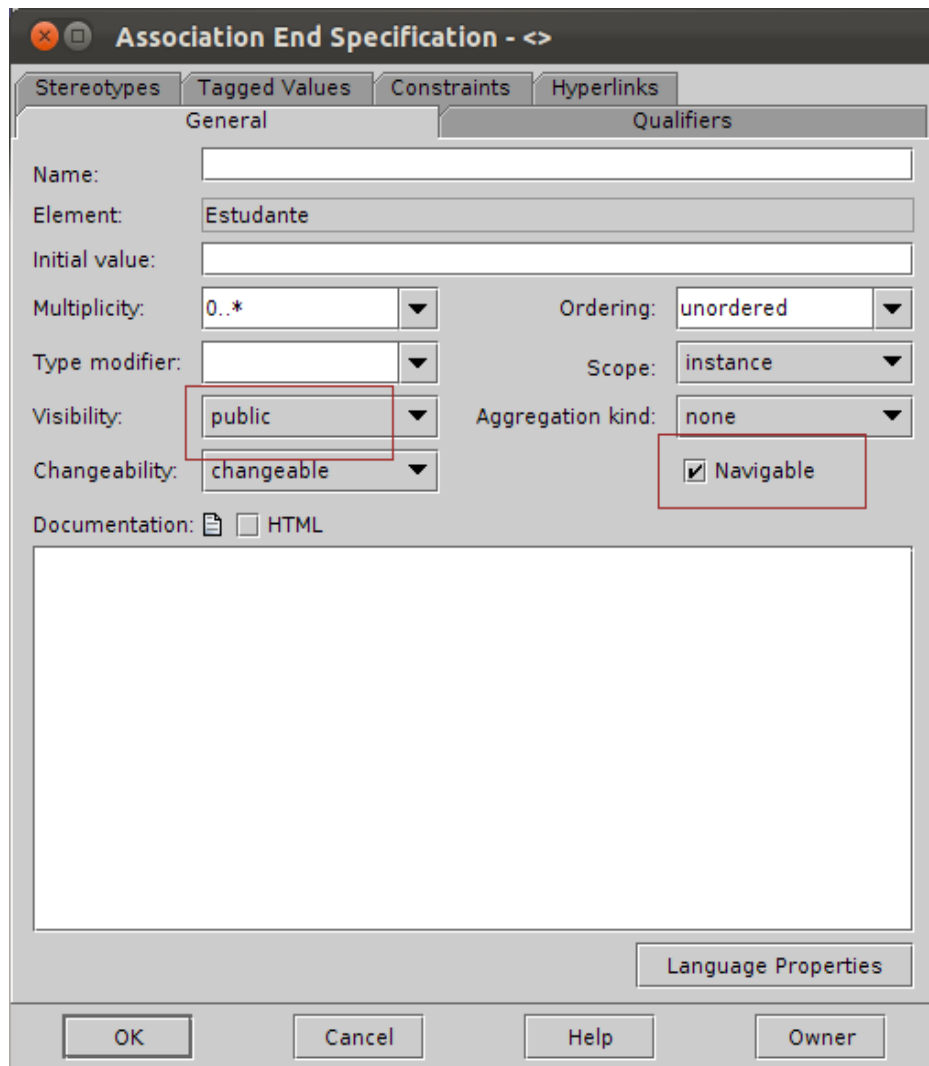 Association End Specification - <>
Stereotypes Tagged Values Constraints Hyperlinks
General Qualifiers
Name:
Element: Estudante
Initial value:
Multiplicity: 0..* Ordering: unordered
Type modifier: Scope: instance
Visibility: public Aggregation kind: none
Changeability: changeable Navigable
Documentation: HTML
Language Properties
OK Cancel Help Owner